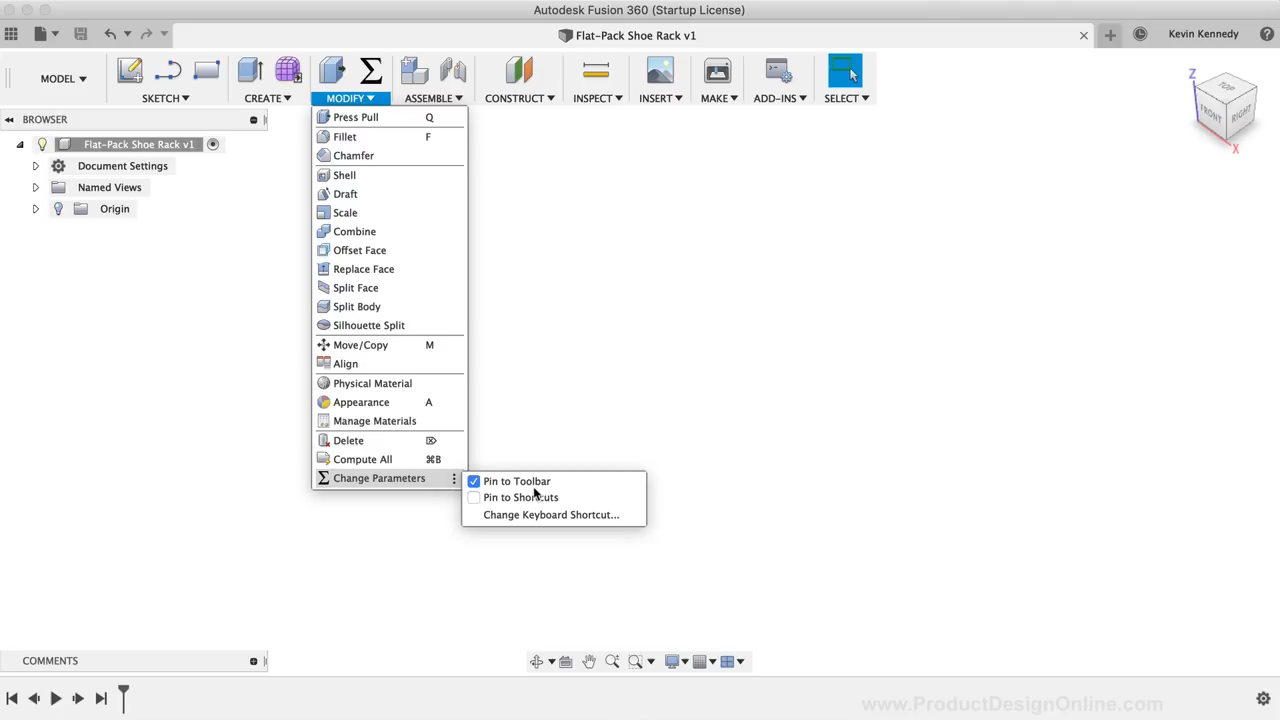 Autodesk Fusion 360 (Startup License)
Flat-Pack Shoe Rack v1
Kevin Kennedy
MODEL
SKETCH
CREATE
MODIFY
ASSEMBLE
CONSTRUCT
INSPECT
INSERT
MAKE
ADD-INS
SELECT
BROWSER
Flat-Pack Shoe Rack v1
Document Settings
Named Views
Origin
Press Pull Q
Fillet F
Chamfer
Shell
Draft
Scale
Combine
Offset Face
Replace Face
Split Face
Split Body
Silhouette Split
Move/Copy M
Align
Physical Material
Appearance A
Manage Materials
Delete ⌦
Compute All ⌘B
Change Parameters
Pin to Toolbar
Pin to Shortcuts
Change Keyboard Shortcut...
Z
TOP
FRONT
RIGHT
X
COMMENTS
www.ProductDesignOnline.com